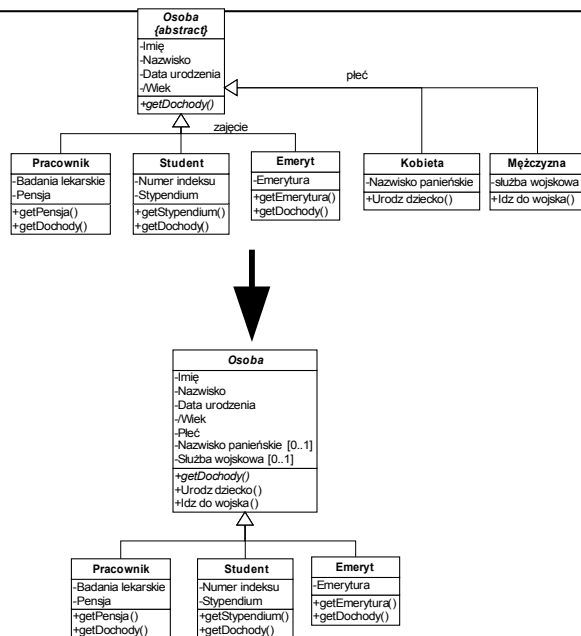 Osoba
{abstract}
-Imię
-Nazwisko
-Data urodzenia
-/Wiek
+getDochody()
płeć
zajęcie
Pracownik
-Badania lekarskie
-Pensja
+getPensja()
+getDochody()
Student
-Numer indeksu
-Stypendium
+getStypendium()
+getDochody()
Emeryt
-Emerytura
+getEmerytura()
+getDochody()
Kobieta
-Nazwisko panieńskie
+Urodz dziecko()
Mężczyzna
-służba wojskowa
+Idz do wojska()
Osoba
-Imię
-Nazwisko
-Data urodzenia
-/Wiek
-Płeć
-Nazwisko panieńskie [0..1]
-Służba wojskowa [0..1]
+getDochody()
+Urodz dziecko()
+Idz do wojska()
Pracownik
-Badania lekarskie
-Pensja
+getPensja()
+getDochody()
Student
-Numer indeksu
-Stypendium
+getStypendium()
+getDochody()
Emeryt
-Emerytura
+getEmerytura()
+getDochody()